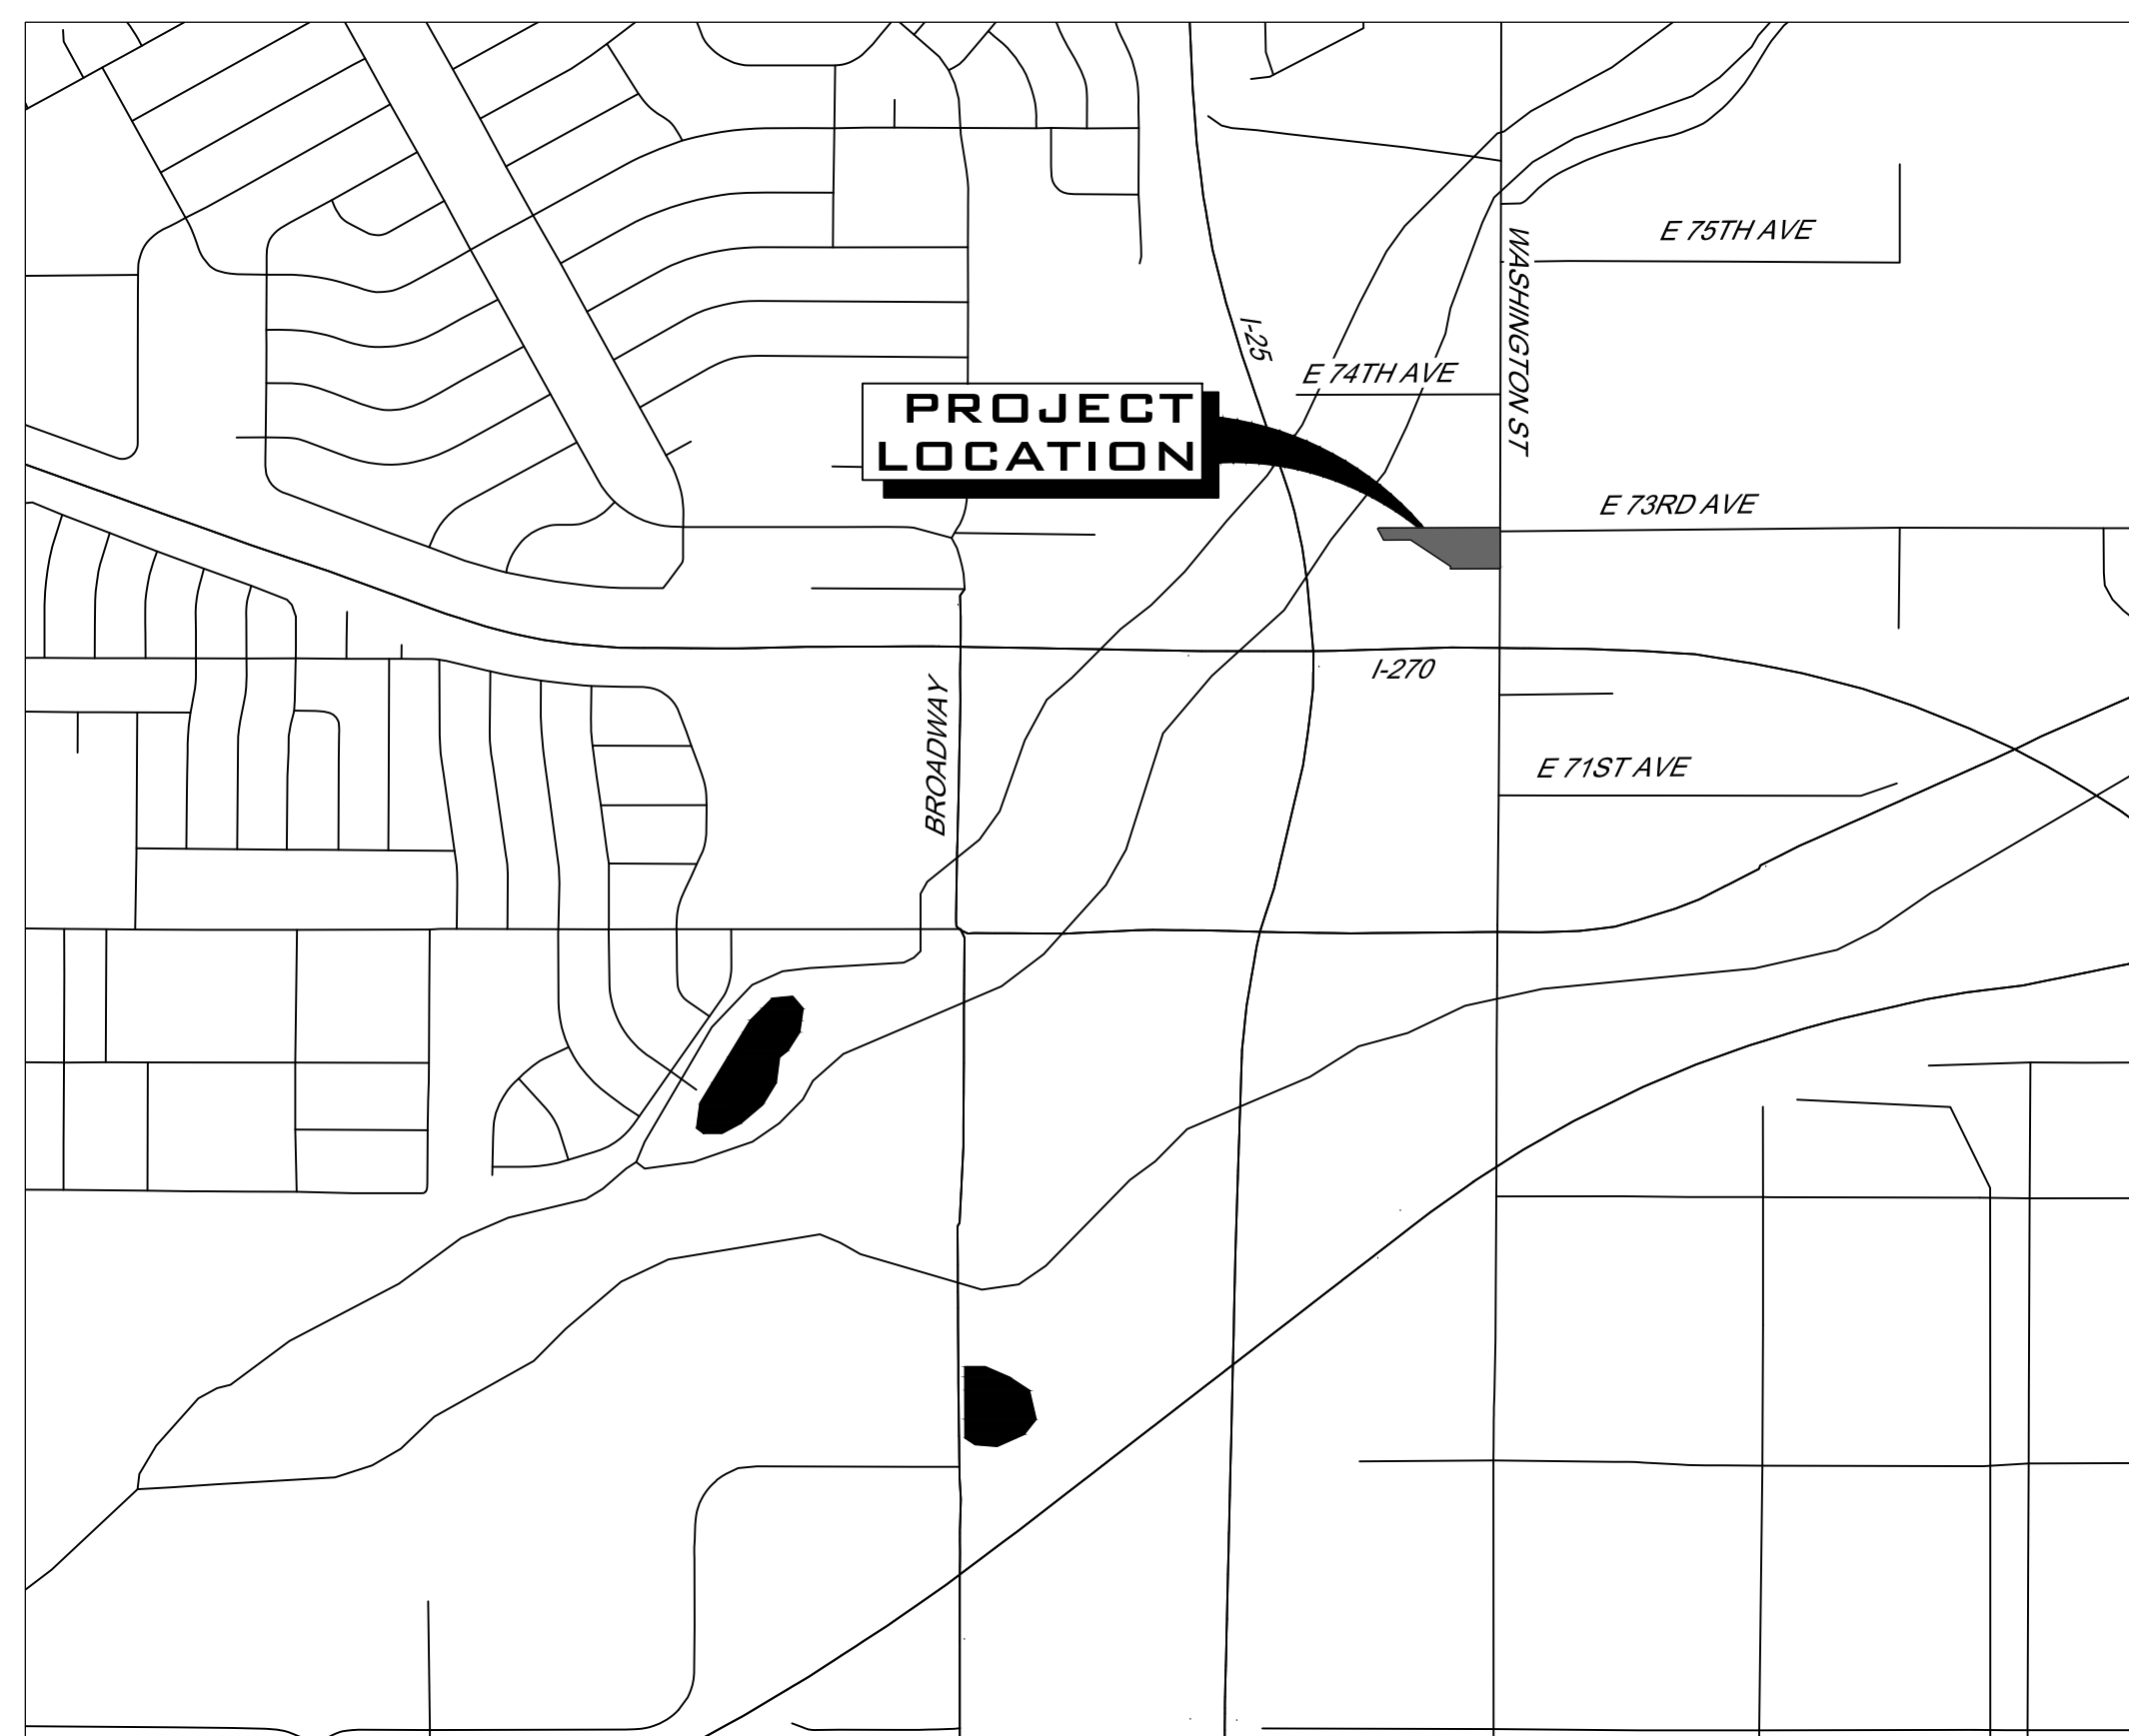 E 75TH AVE
WASHINGTON ST
I-25
E 74TH AVE
PROJECT
LOCATION
E 73RD AVE
I-270
BROADWAY
E 71ST AVE